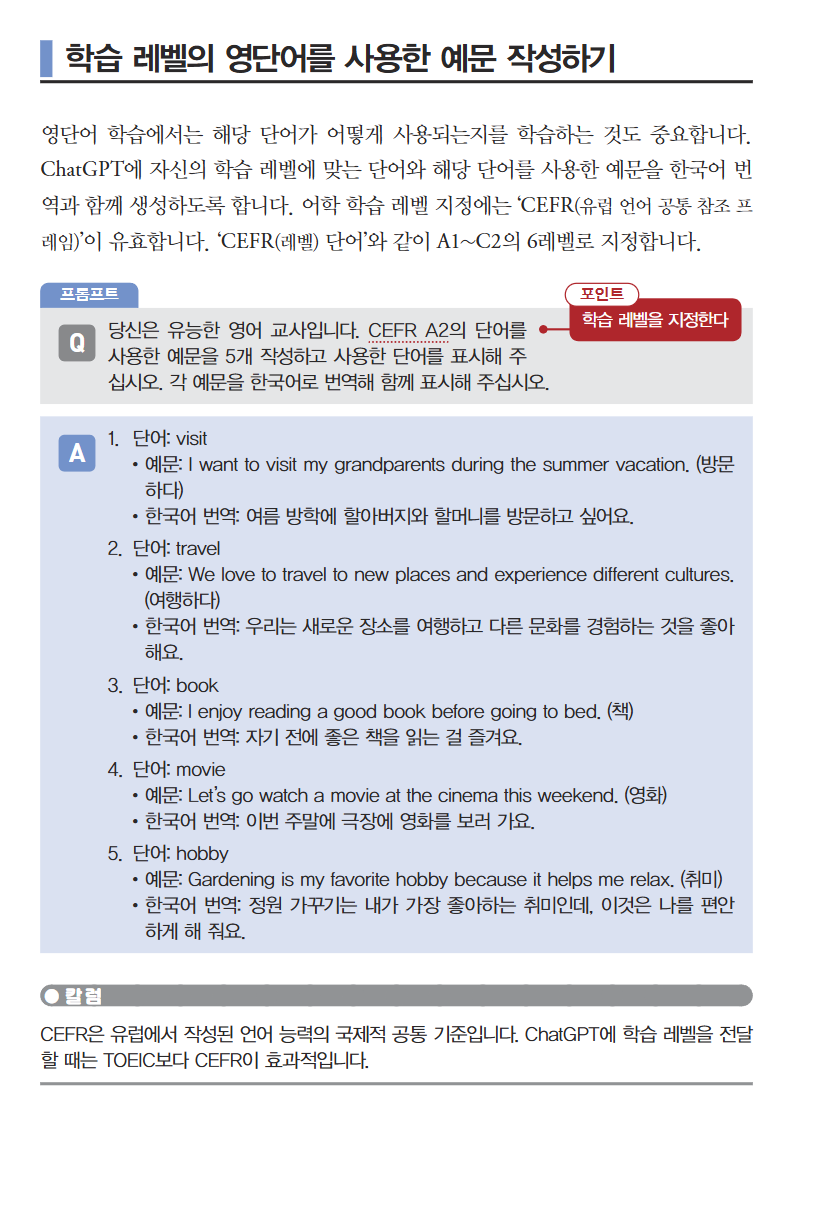 학습 레벨의 영단어를 사용한 예문 작성하기
영단어 학습에서는 해당 단어가 어떻게 사용되는지를 학습하는 것도 중요합니다.
ChatGPT에 자신의 학습 레벨에 맞는 단어와 해당 단어를 사용한 예문을 한국어 번
역과 함께 생성하도록 합니다. 어학 학습 레벨 지정에는 ‘CEFR(유럽 언어 공통 참조 프
레임)’이 유효합니다. ‘CEFR(레벨) 단어’와 같이 A1~C2의 6레벨로 지정합니다.
프롬프트
포인트
학습 레벨을 지정한다
Q
당신은 유능한 영어 교사입니다. CEFR A2의 단어를
사용한 예문을 5개 작성하고 사용한 단어를 표시해 주
십시오. 각 예문을 한국어로 번역해 함께 표시해 주십시오.
A
1. 단어: visit
• 예문: I want to visit my grandparents during the summer vacation. (방문
하다)
• 한국어 번역: 여름 방학에 할아버지와 할머니를 방문하고 싶어요.
2. 단어: travel
• 예문: We love to travel to new places and experience different cultures.
(여행하다)
• 한국어 번역: 우리는 새로운 장소를 여행하고 다른 문화를 경험하는 것을 좋아
해요.
3. 단어: book
• 예문: I enjoy reading a good book before going to bed. (책)
• 한국어 번역: 자기 전에 좋은 책을 읽는 걸 즐겨요.
4. 단어: movie
• 예문: Let’s go watch a movie at the cinema this weekend. (영화)
• 한국어 번역: 이번 주말에 극장에 영화를 보러 가요.
5. 단어: hobby
• 예문: Gardening is my favorite hobby because it helps me relax. (취미)
• 한국어 번역: 정원 가꾸기는 내가 가장 좋아하는 취미인데, 이것은 나를 편안
하게 해 줘요.
칼럼
CEFR은 유럽에서 작성된 언어 능력의 국제적 공통 기준입니다. ChatGPT에 학습 레벨을 전달
할 때는 TOEIC보다 CEFR이 효과적입니다.